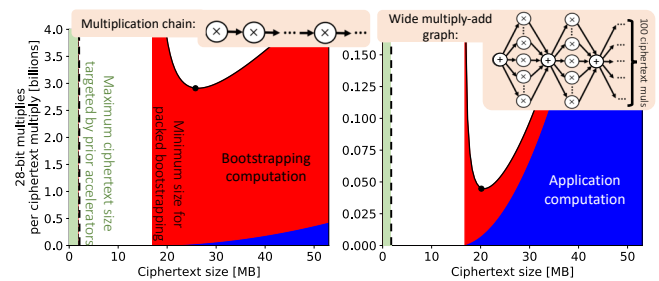 Multiplication chain:
× × ··· × ···
4.0
3.5
3.0
2.5
2.0
1.5
1.0
0.5
0.0
28-bit multiplies
per ciphertext multiply [billions]
Maximum ciphertext size
targeted by prior accelerators
Minimum size for
packed bootstrapping
Bootstrapping
computation
0 10 20 30 40 50
Ciphertext size [MB]
Wide multiply-add
graph:
× × ...
× × ...
+ × + × + ...
× × ...
× × ...
100 ciphertext muls
0.150
0.125
0.100
0.075
0.050
0.025
0.000
Application
computation
0 10 20 30 40 50
Ciphertext size [MB]